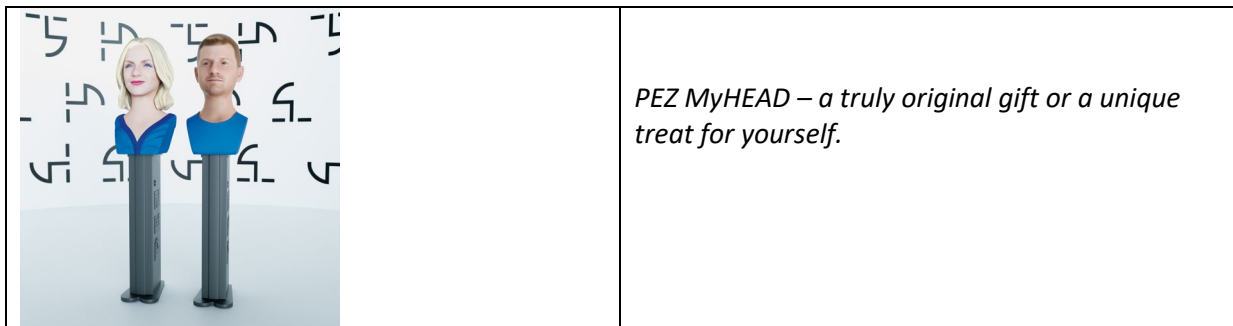 PEZ MyHEAD – a truly original gift or a unique
treat for yourself.